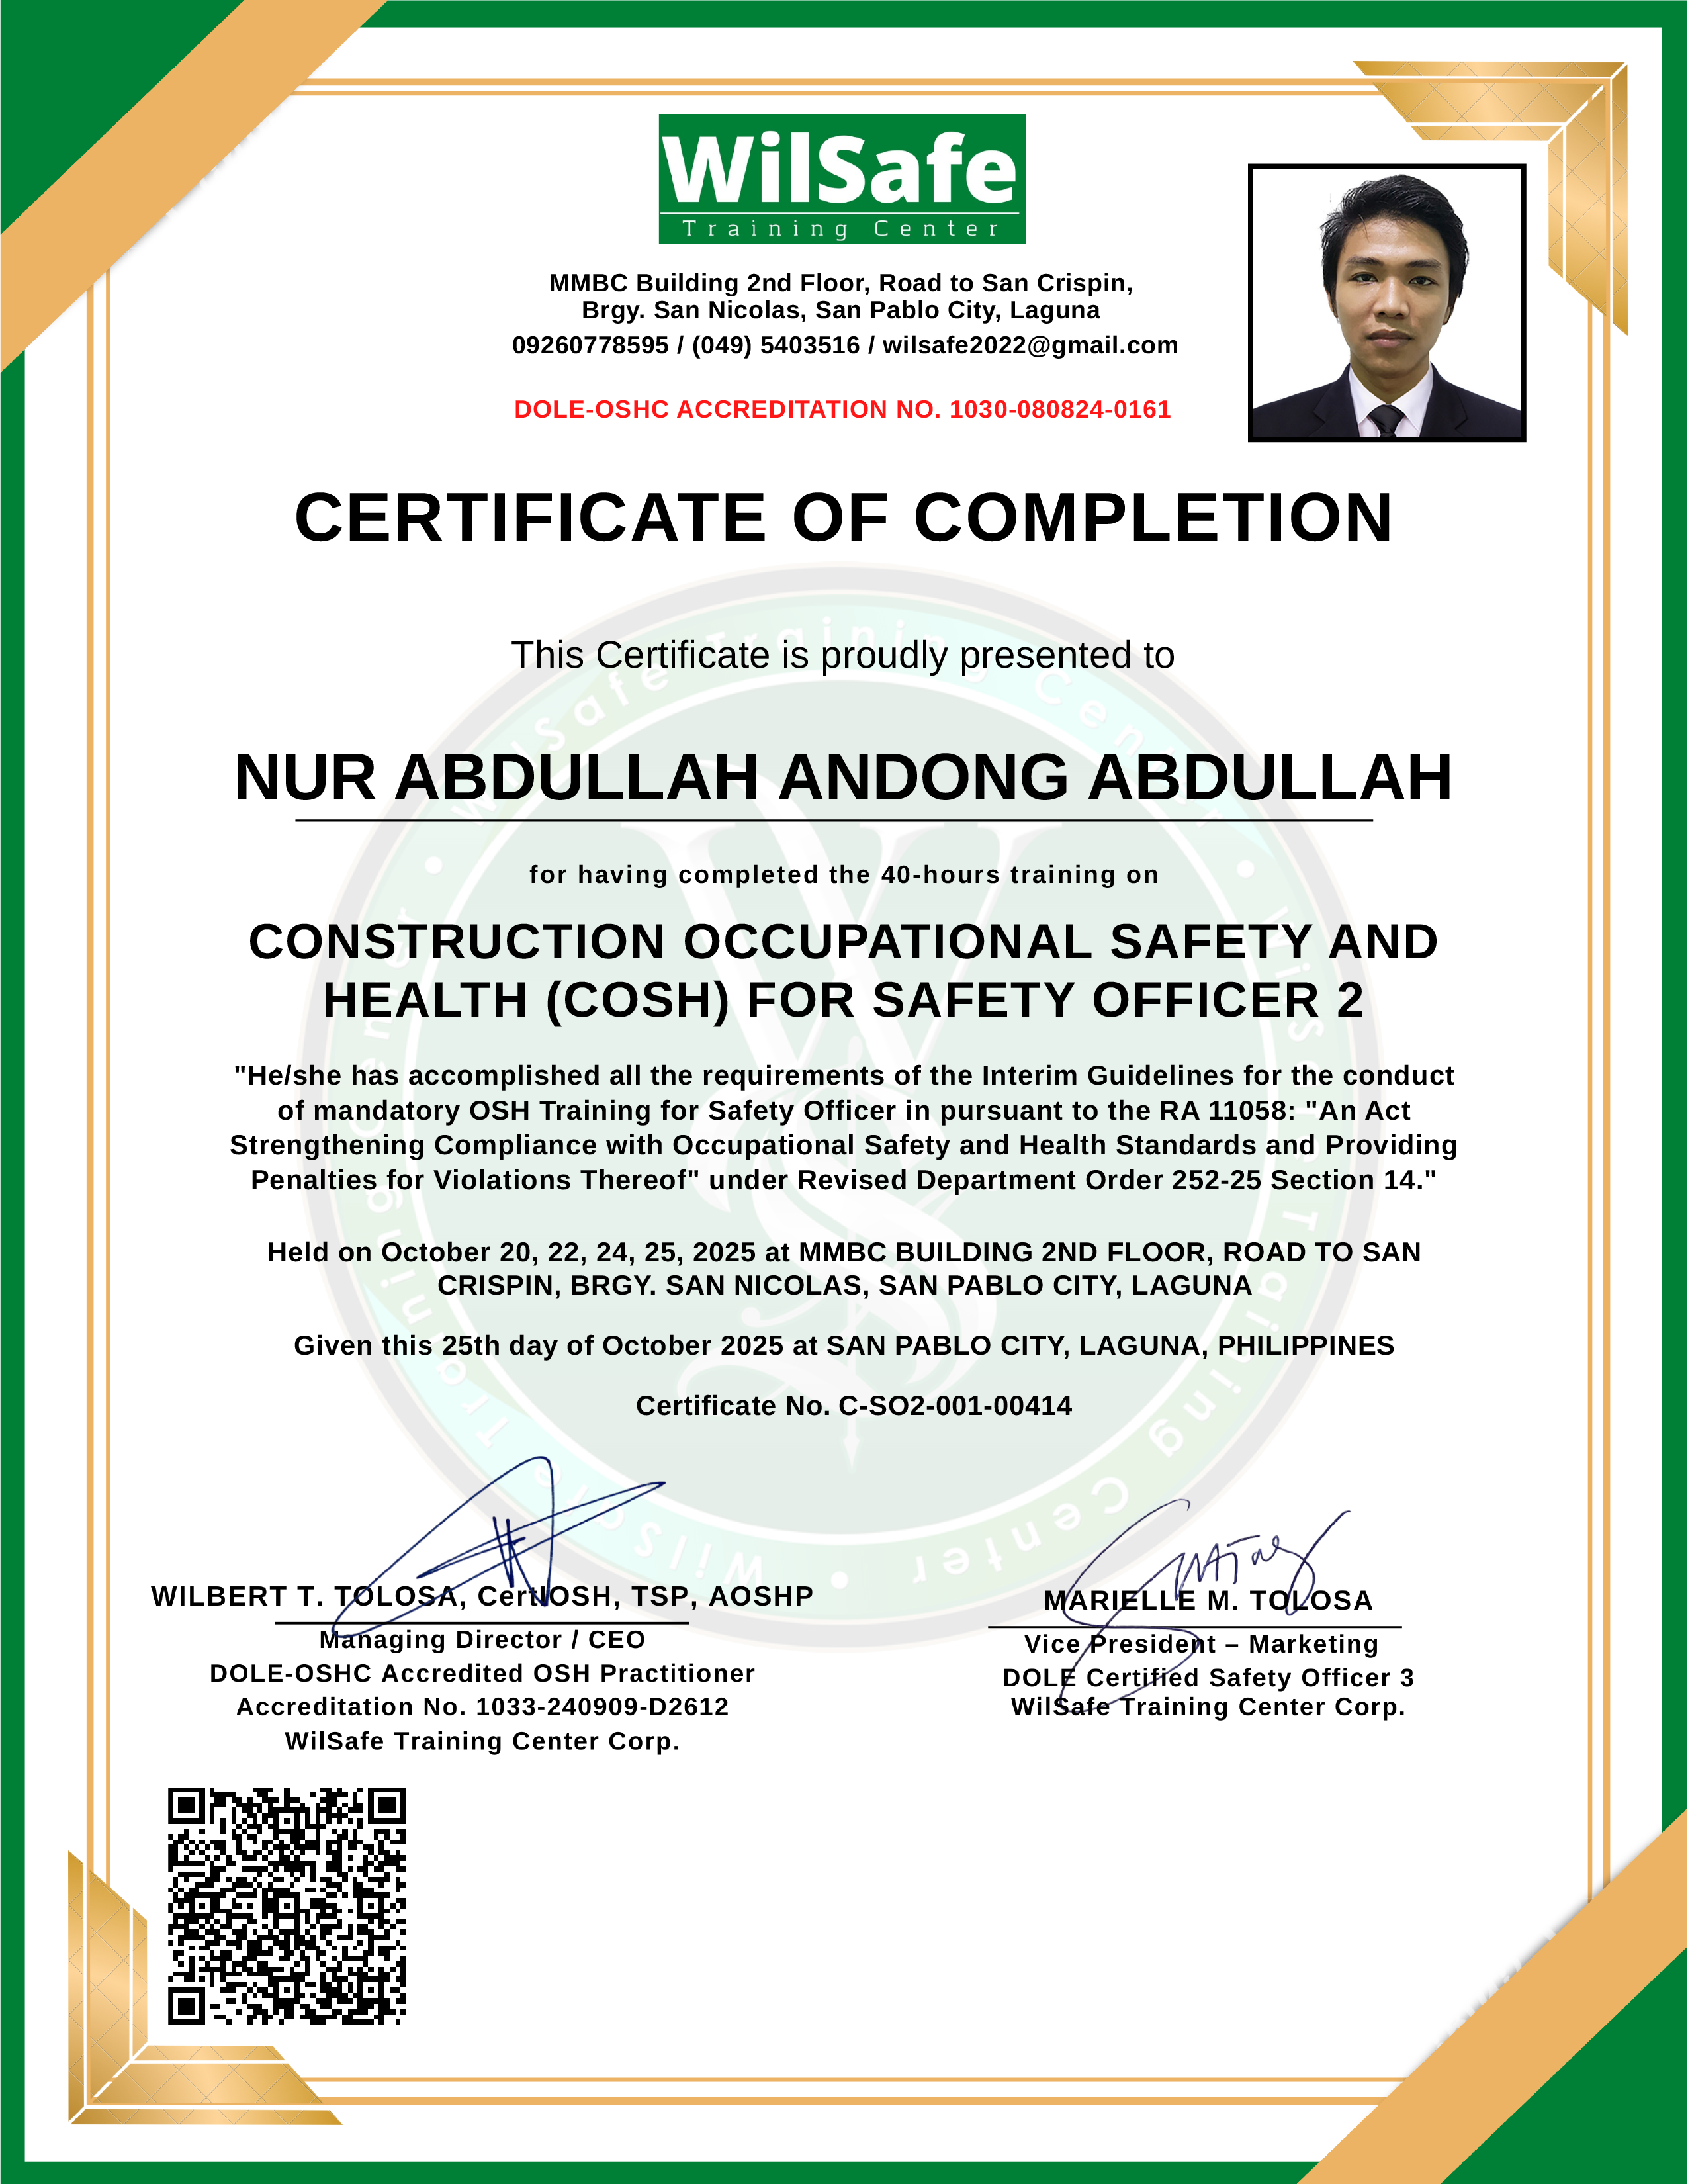 WilSafe
Training Center
MMBC Building 2nd Floor, Road to San Crispin,
Brgy. San Nicolas, San Pablo City, Laguna
09260778595 / (049) 5403516 / wilsafe2022@gmail.com
DOLE-OSHC ACCREDITATION NO. 1030-080824-0161
CERTIFICATE OF COMPLETION
This Certificate is proudly presented to
NUR ABDULLAH ANDONG ABDULLAH
for having completed the 40-hours training on
CONSTRUCTION OCCUPATIONAL SAFETY AND
HEALTH (COSH) FOR SAFETY OFFICER 2
"He/she has accomplished all the requirements of the Interim Guidelines for the conduct
of mandatory OSH Training for Safety Officer in pursuant to the RA 11058: "An Act
Strengthening Compliance with Occupational Safety and Health Standards and Providing
Penalties for Violations Thereof" under Revised Department Order 252-25 Section 14."
Held on October 20, 22, 24, 25, 2025 at MMBC BUILDING 2ND FLOOR, ROAD TO SAN
CRISPIN, BRGY. SAN NICOLAS, SAN PABLO CITY, LAGUNA
Given this 25th day of October 2025 at SAN PABLO CITY, LAGUNA, PHILIPPINES
Certificate No. C-SO2-001-00414
WILBERT T. TOLOSA, CertIOSH, TSP, AOSHP
Managing Director / CEO
DOLE-OSHC Accredited OSH Practitioner
Accreditation No. 1033-240909-D2612
WilSafe Training Center Corp.
MARIELLE M. TOLOSA
Vice President – Marketing
DOLE Certified Safety Officer 3
WilSafe Training Center Corp.
WilSafe Training Center • WilSafe Training Center • WilSafe Training Center •